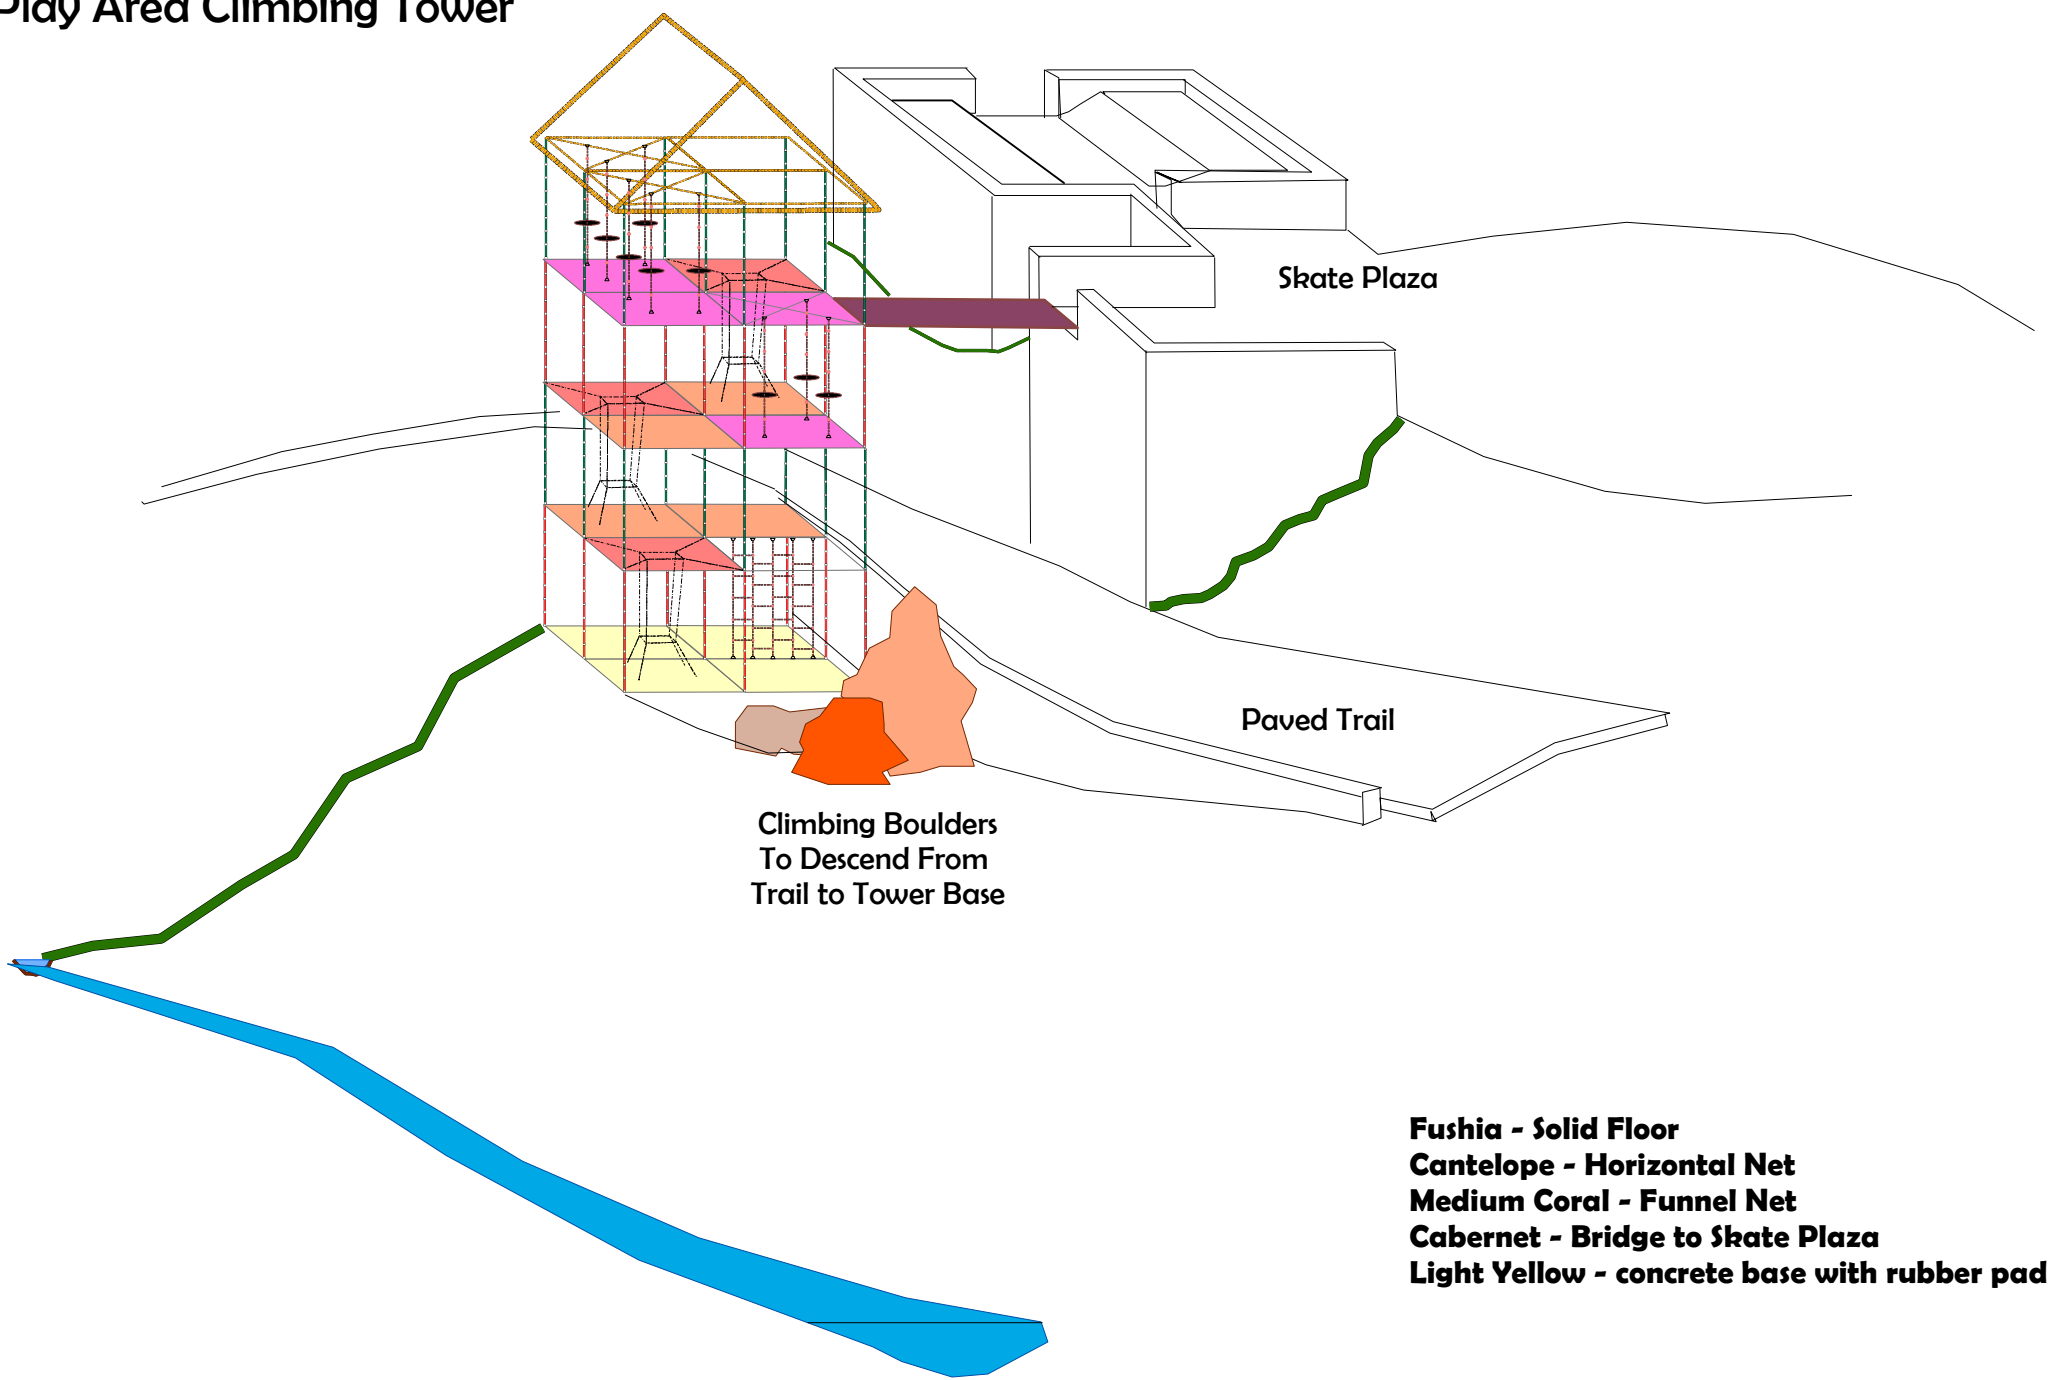 Play Area Climbing Tower
Skate Plaza
Paved Trail
Climbing Boulders
To Descend From
Trail to Tower Base
Fushia - Solid Floor
Cantelope - Horizontal Net
Medium Coral - Funnel Net
Cabernet - Bridge to Skate Plaza
Light Yellow - concrete base with rubber pad